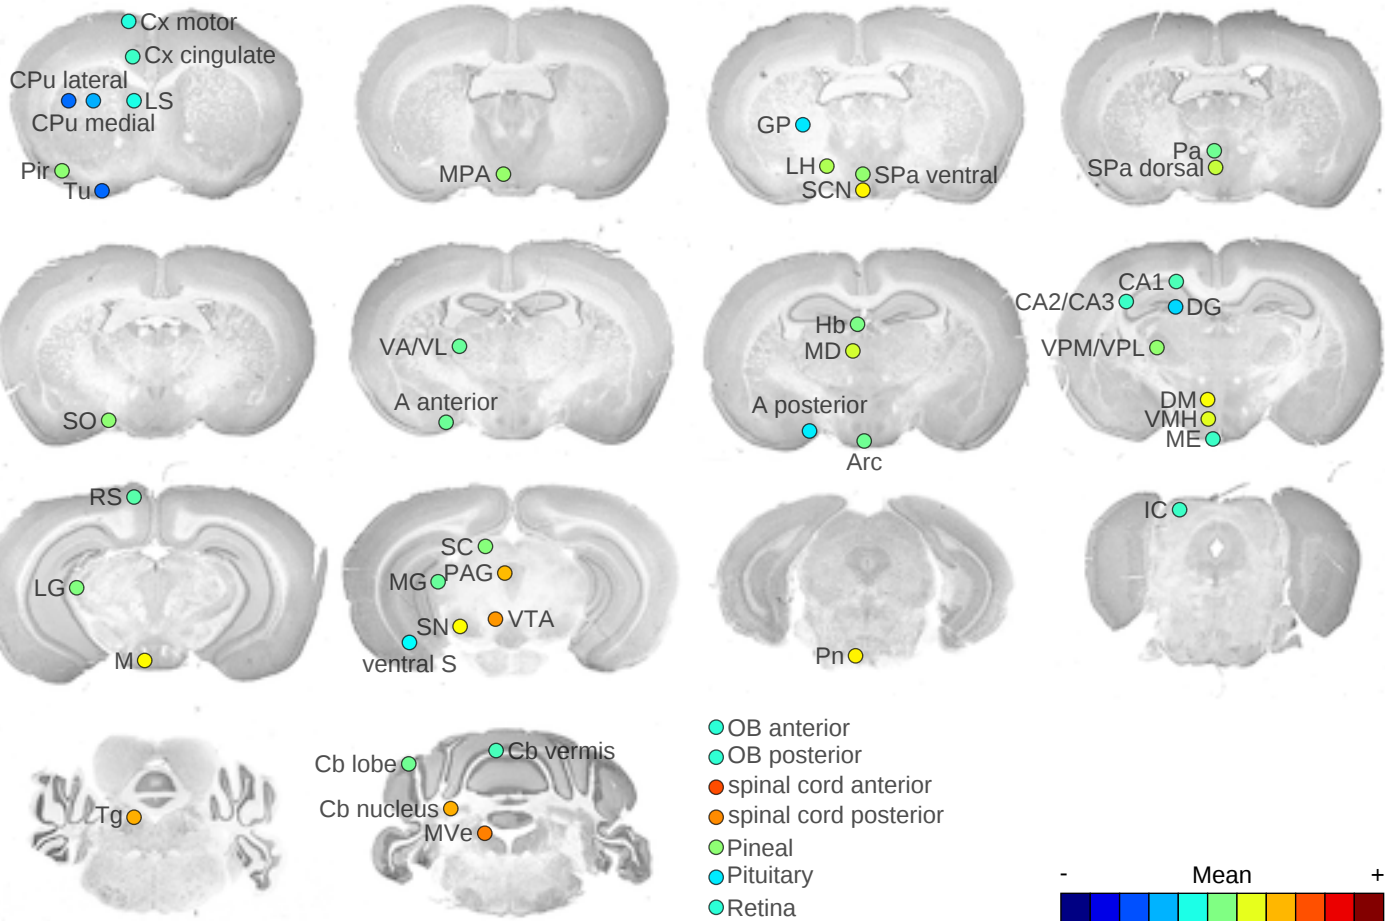 Cx motor
Cx cingulate
CPu lateral
LS
CPu medial
Pir
Tu
MPA
GP
LH
SPa ventral
SCN
Pa
SPa dorsal
SO
VA/VL
A anterior
Hb
MD
A posterior
Arc
CA1
CA2/CA3
DG
VPM/VPL
DM
VMH
ME
RS
LG
M
SC
PAG
MG
VTA
SN
ventral S
Pn
IC
Tg
Cb vermis
Cb lobe
Cb nucleus
MVe
OB anterior
OB posterior
spinal cord anterior
spinal cord posterior
Pineal
Pituitary
Retina
- Mean +